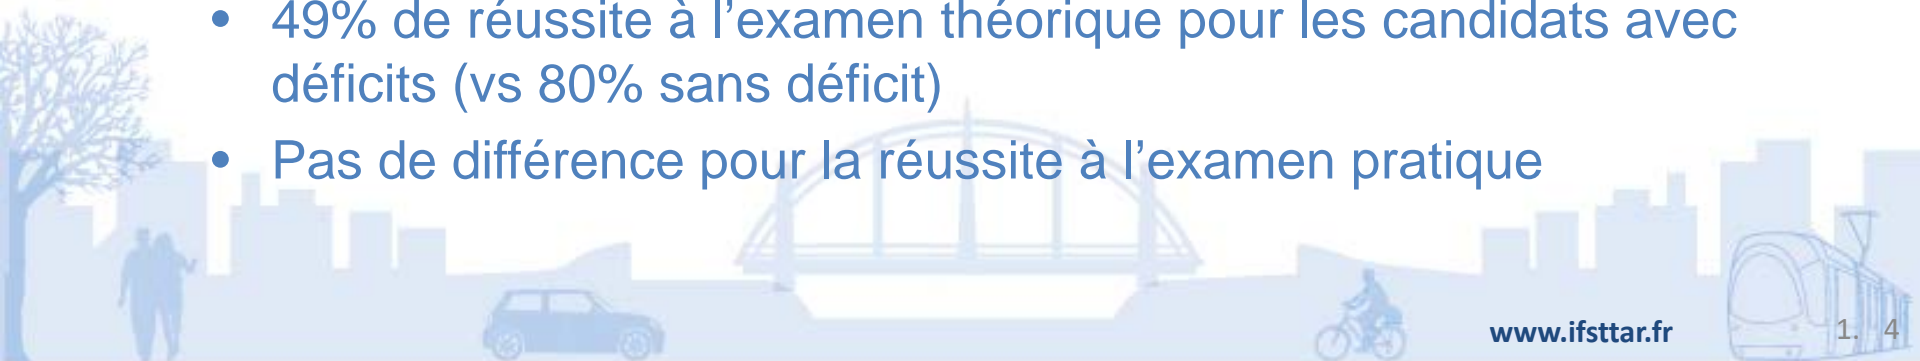 • 49% de réussite à l’examen théorique pour les candidats avec
déficits (vs 80% sans déficit)
• Pas de différence pour la réussite à l’examen pratique
www.ifsttar.fr
1. 4